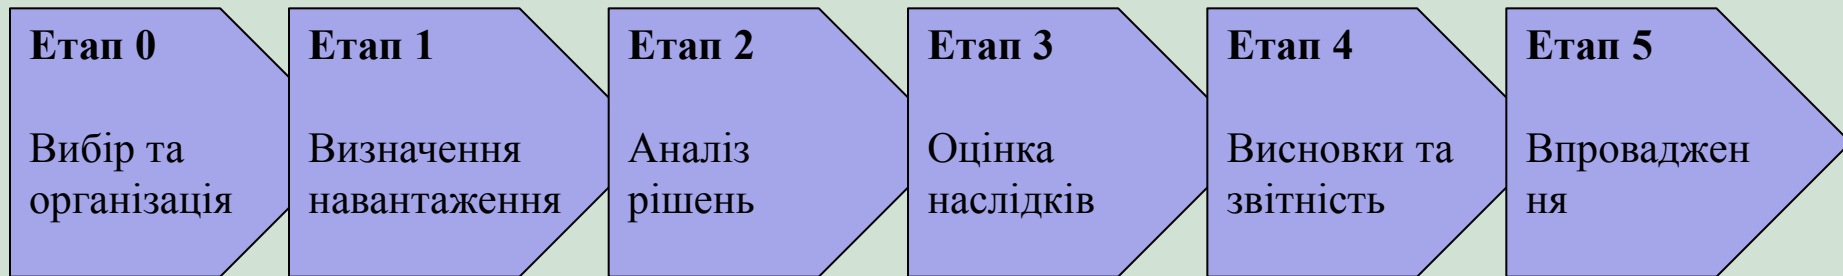 Етап 0
Вибір та
організація
Етап 1
Визначення
навантаження
Етап 2
Аналіз
рішень
Етап 3
Оцінка
наслідків
Етап 4
Висновки та
звітність
Етап 5
Впроваджен
ня